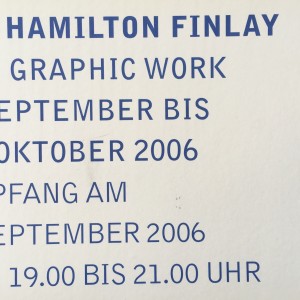 HAMILTON FINLAY
GRAPHIC WORK
EPTEMBER BIS
OKTOBER 2006
PFANG AM
EPTEMBER 2006
19.00 BIS 21.00 UHR